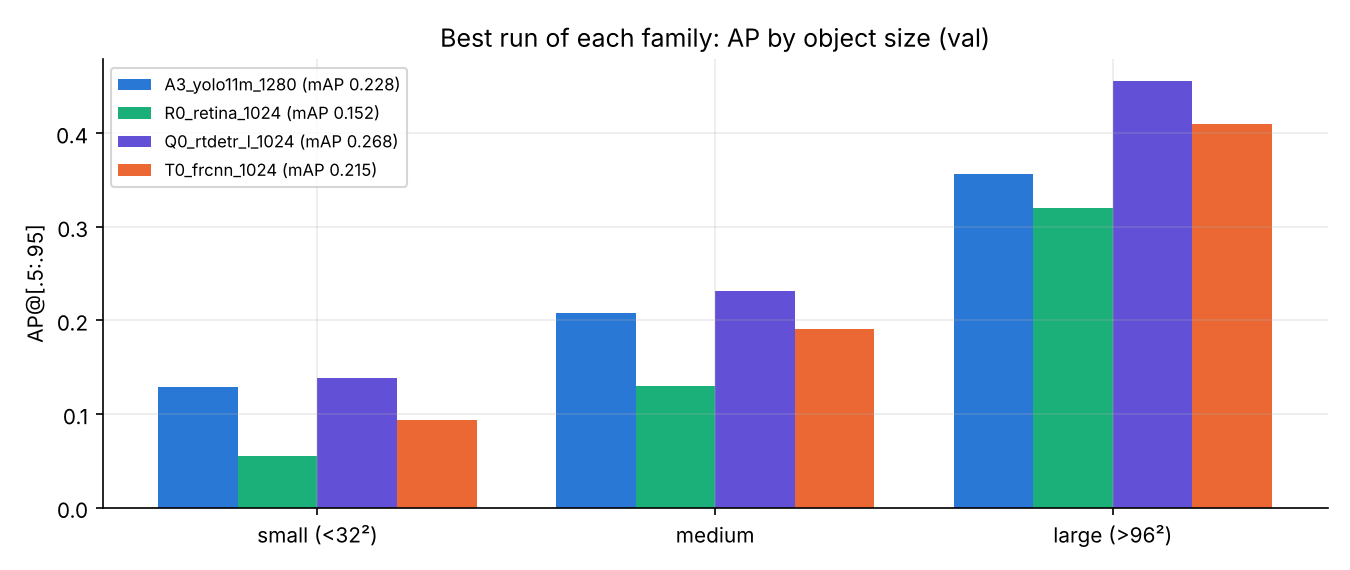 Best run of each family: AP by object size (val)
A3_yolo11m_1280 (mAP 0.228)
R0_retina_1024 (mAP 0.152)
Q0_rtdetr_l_1024 (mAP 0.268)
T0_frcnn_1024 (mAP 0.215)
AP@[.5:.95]
0.4
0.3
0.2
0.1
0.0
small (<32²)
medium
large (>96²)